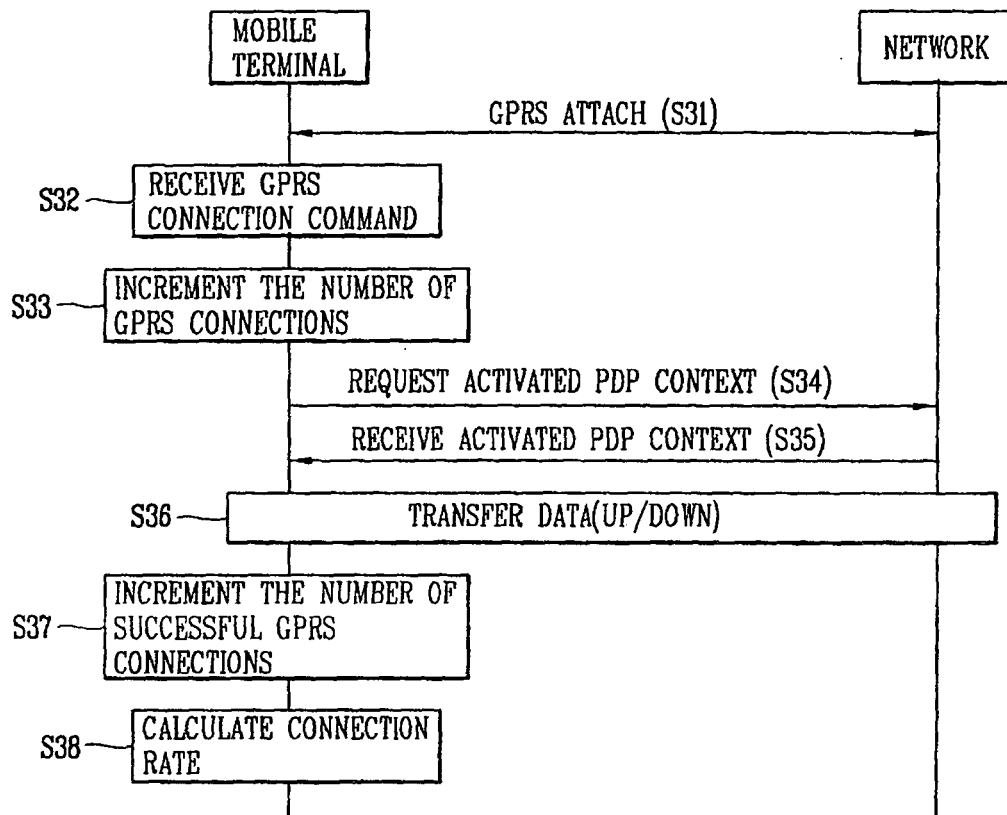 MOBILE
TERMINAL
NETWORK
GPRS ATTACH (S31)
S32
RECEIVE GPRS
CONNECTION COMMAND
S33
INCREMENT THE NUMBER OF
GPRS CONNECTIONS
REQUEST ACTIVATED PDP CONTEXT (S34)
RECEIVE ACTIVATED PDP CONTEXT (S35)
S36
TRANSFER DATA(UP/DOWN)
S37
INCREMENT THE NUMBER OF
SUCCESSFUL GPRS
CONNECTIONS
S38
CALCULATE CONNECTION
RATE